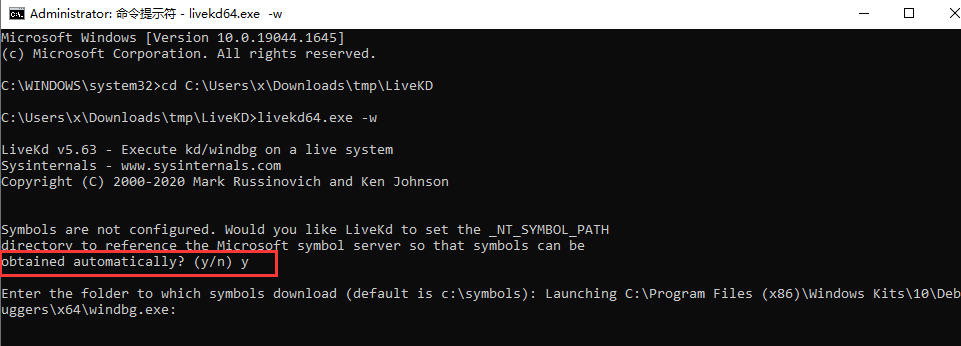 Administrator: 命令提示符 - livekd64.exe  -w
Microsoft Windows [Version 10.0.19044.1645]
(c) Microsoft Corporation. All rights reserved.
C:\WINDOWS\system32>cd C:\Users\x\Downloads\tmp\LiveKD
C:\Users\x\Downloads\tmp\LiveKD>livekd64.exe -w
LiveKd v5.63 - Execute kd/windbg on a live system
Sysinternals - www.sysinternals.com
Copyright (C) 2000-2020 Mark Russinovich and Ken Johnson
Symbols are not configured. Would you like LiveKd to set the _NT_SYMBOL_PATH
directory to reference the Microsoft symbol server so that symbols can be
obtained automatically? (y/n) y
Enter the folder to which symbols download (default is c:\symbols): Launching C:\Program Files (x86)\Windows Kits\10\Deb
uggers\x64\windbg.exe: